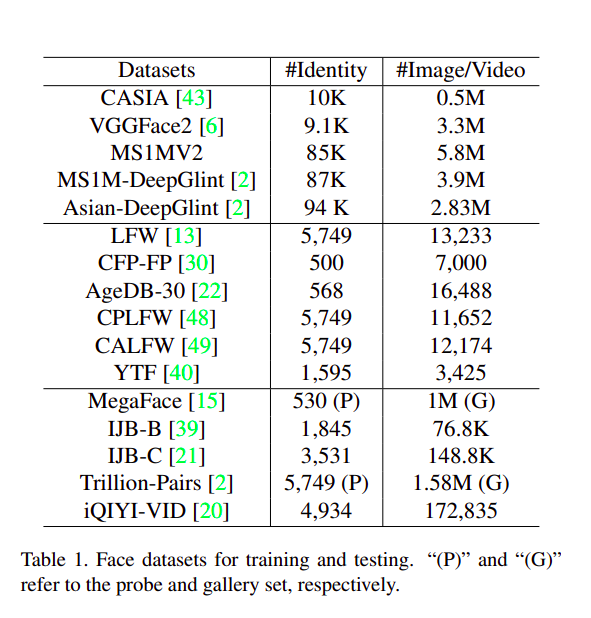 Datasets #Identity #Image/Video
CASIA [43] 10K 0.5M
VGGFace2 [6] 9.1K 3.3M
MS1MV2 85K 5.8M
MS1M-DeepGlint [2] 87K 3.9M
Asian-DeepGlint [2] 94 K 2.83M
LFW [13] 5,749 13,233
CFP-FP [30] 500 7,000
AgeDB-30 [22] 568 16,488
CPLFW [48] 5,749 11,652
CALFW [49] 5,749 12,174
YTF [40] 1,595 3,425
MegaFace [15] 530 (P) 1M (G)
IJB-B [39] 1,845 76.8K
IJB-C [21] 3,531 148.8K
Trillion-Pairs [2] 5,749 (P) 1.58M (G)
iQIYI-VID [20] 4,934 172,835
Table 1. Face datasets for training and testing. “(P)” and “(G)”
refer to the probe and gallery set, respectively.